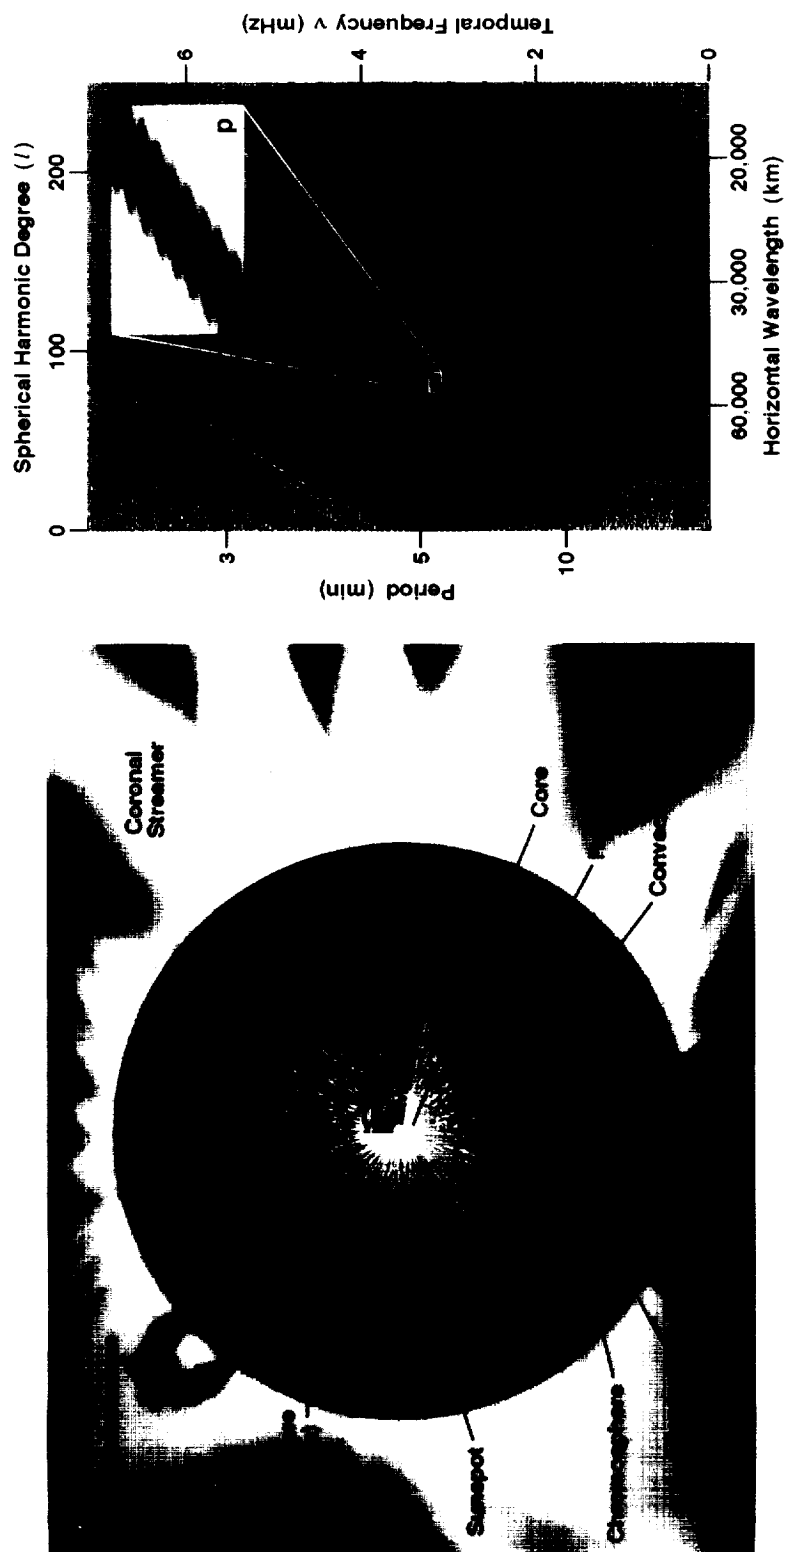 Coronal
Streamer
Core
Sunspot
Chromosphere
Spherical Harmonic Degree (l)
0
100
200
p
Period (min)
3
5
10
Temporal Frequency ν (mHz)
6
4
2
0
60,000
30,000
20,000
Horizontal Wavelength (km)